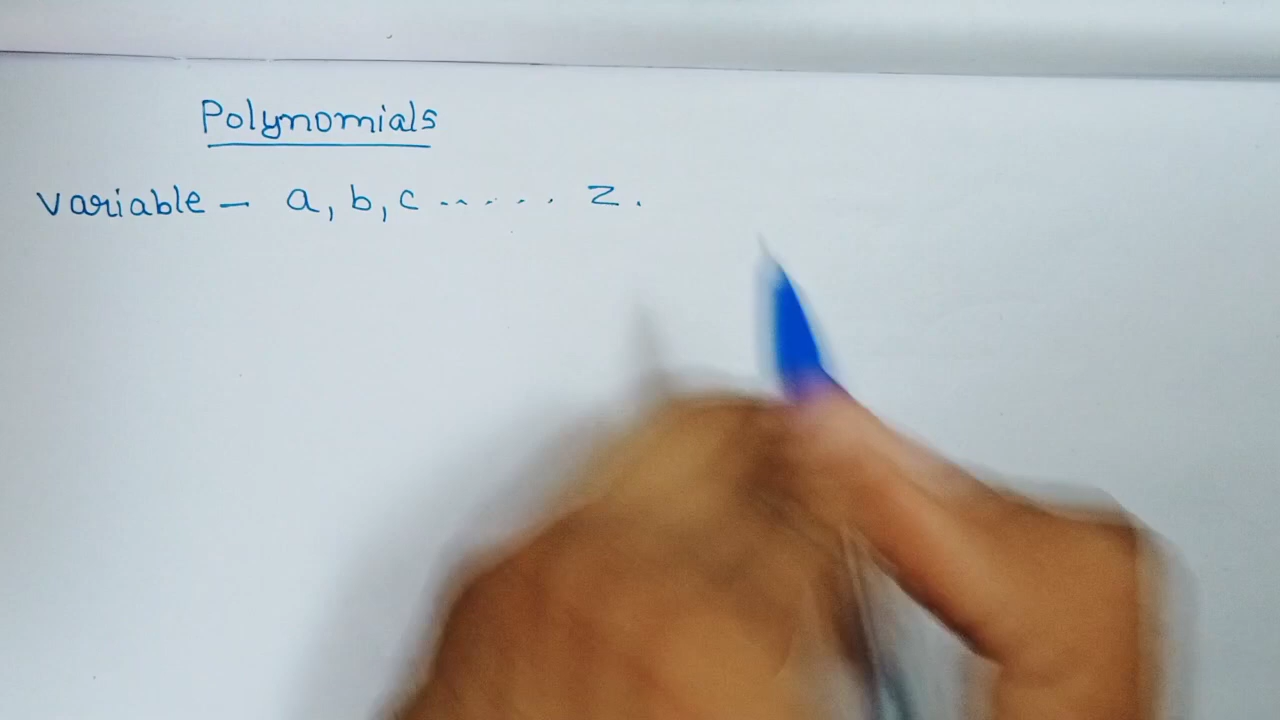 Polynomials
variable - a, b, c ...... z.